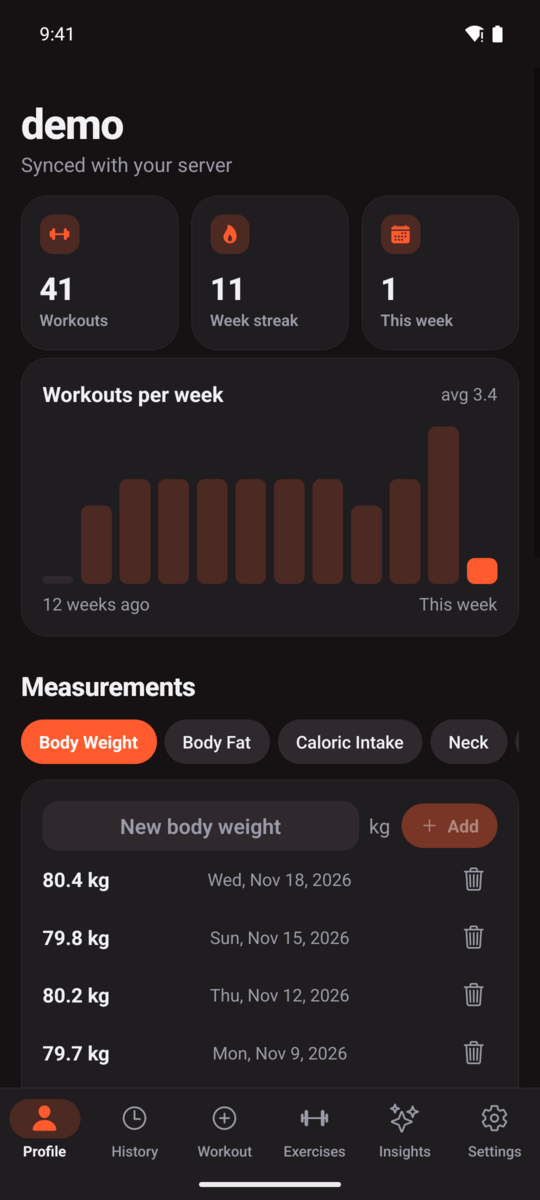 9:41
demo
Synced with your server
41
Workouts
11
Week streak
1
This week
Workouts per week
avg 3.4
12 weeks ago
This week
Measurements
Body Weight
Body Fat
Caloric Intake
Neck
New body weight
kg
+ Add
80.4 kg
Wed, Nov 18, 2026
79.8 kg
Sun, Nov 15, 2026
80.2 kg
Thu, Nov 12, 2026
79.7 kg
Mon, Nov 9, 2026
Profile
History
Workout
Exercises
Insights
Settings